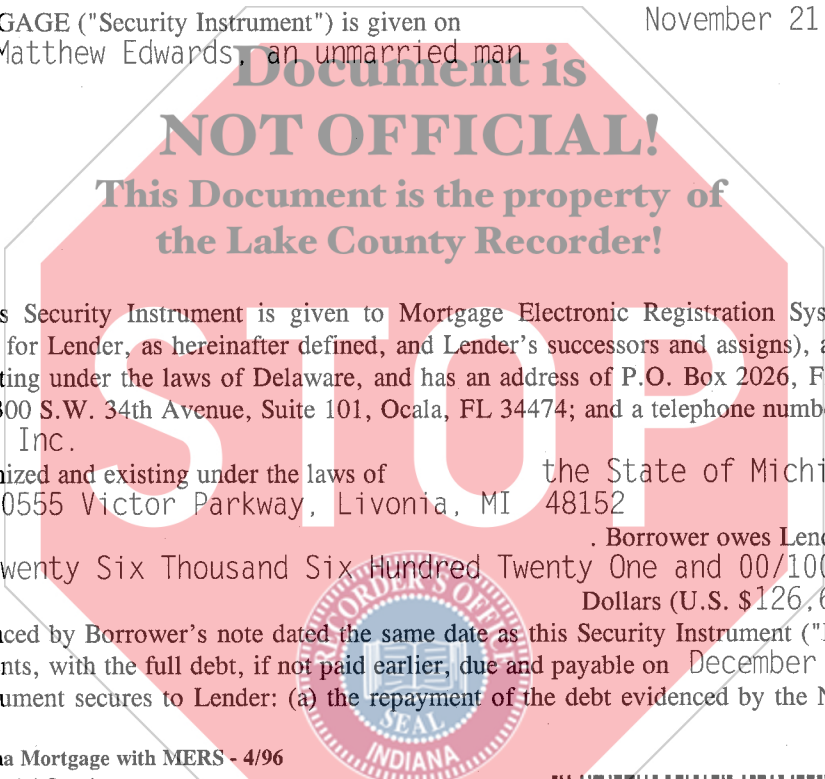 GAGE ("Security Instrument") is given on November 21
Matthew Edwards, an unmarried man
Document is
NOT OFFICIAL!
This Document is the property of
the Lake County Recorder!
s Security Instrument is given to Mortgage Electronic Registration Sys
for Lender, as hereinafter defined, and Lender's successors and assigns), a
ting under the laws of Delaware, and has an address of P.O. Box 2026, F
300 S.W. 34th Avenue, Suite 101, Ocala, FL 34474; and a telephone numb
Inc.
nized and existing under the laws of the State of Michi
0555 Victor Parkway, Livonia, MI 48152
STOP
. Borrower owes Lend
wenty Six Thousand Six Hundred Twenty One and 00/100
Dollars (U.S. $126,6
nced by Borrower's note dated the same date as this Security Instrument ("
nts, with the full debt, if not paid earlier, due and payable on December
ument secures to Lender: (a) the repayment of the debt evidenced by the N
RECORDER'S OFFICE
SEAL
INDIANA
na Mortgage with MERS - 4/96